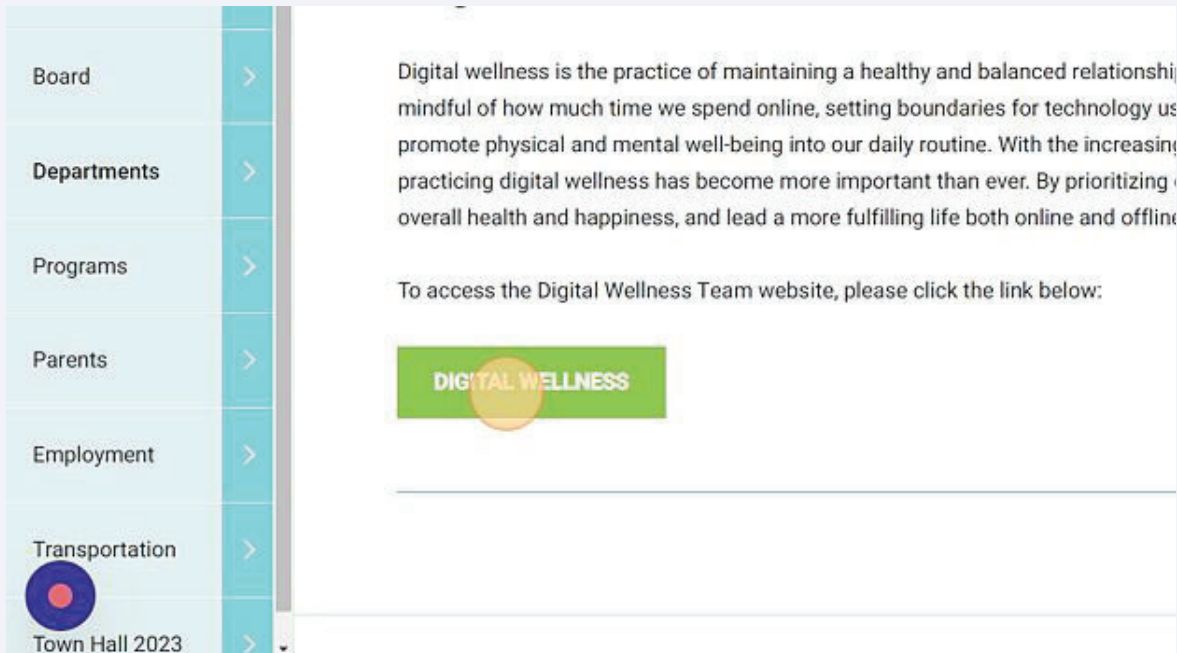 Board
Departments
Programs
Parents
Employment
Transportation
Town Hall 2023
Digital wellness is the practice of maintaining a healthy and balanced
mindful of how much time we spend online, setting boundaries for technology
promote physical and mental well-being into our daily routine. With the
practicing digital wellness has become more important than ever. By prioritizing
overall health and happiness, and lead a more fulfilling life both online and
To access the Digital Wellness Team website, please click the link below:
DIGITAL WELLNESS